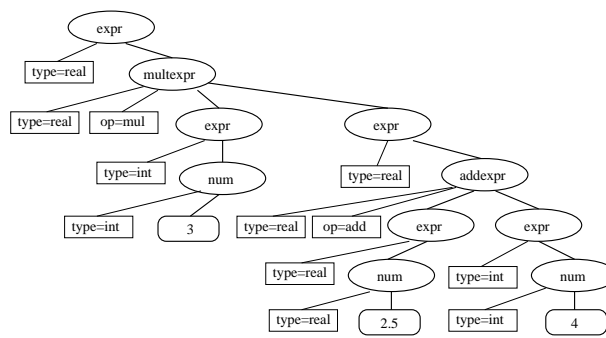 expr
type=real
multexpr
type=real
op=mul
expr
expr
type=int
num
type=real
addexpr
type=int
3
type=real
op=add
expr
expr
type=real
num
type=int
num
type=real
2.5
type=int
4